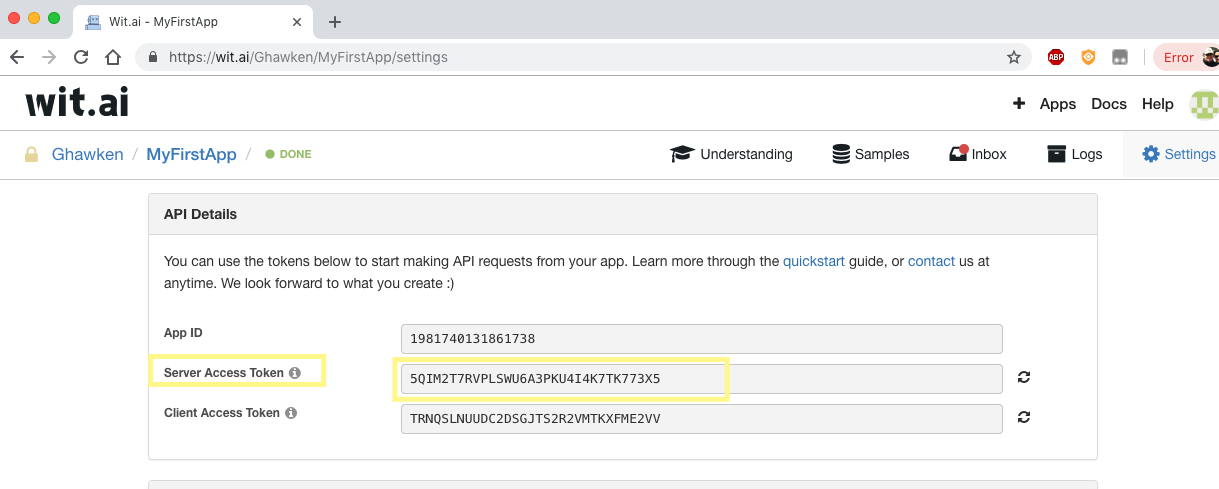 Wit.ai - MyFirstApp
https://wit.ai/Ghawken/MyFirstApp/settings
ABP
Error
wit.ai
+ Apps Docs Help
Ghawken / MyFirstApp / DONE
Understanding Samples Inbox Logs Settings
API Details
You can use the tokens below to start making API requests from your app. Learn more through the quickstart guide, or contact us at
anytime. We look forward to what you create :)
App ID
1981740131861738
Server Access Token
5QIM2T7RVPLSWU6A3PKU4I4K7TK773X5
Client Access Token
TRNQSLNUUDC2DSGJTS2R2VMTKXFME2VV